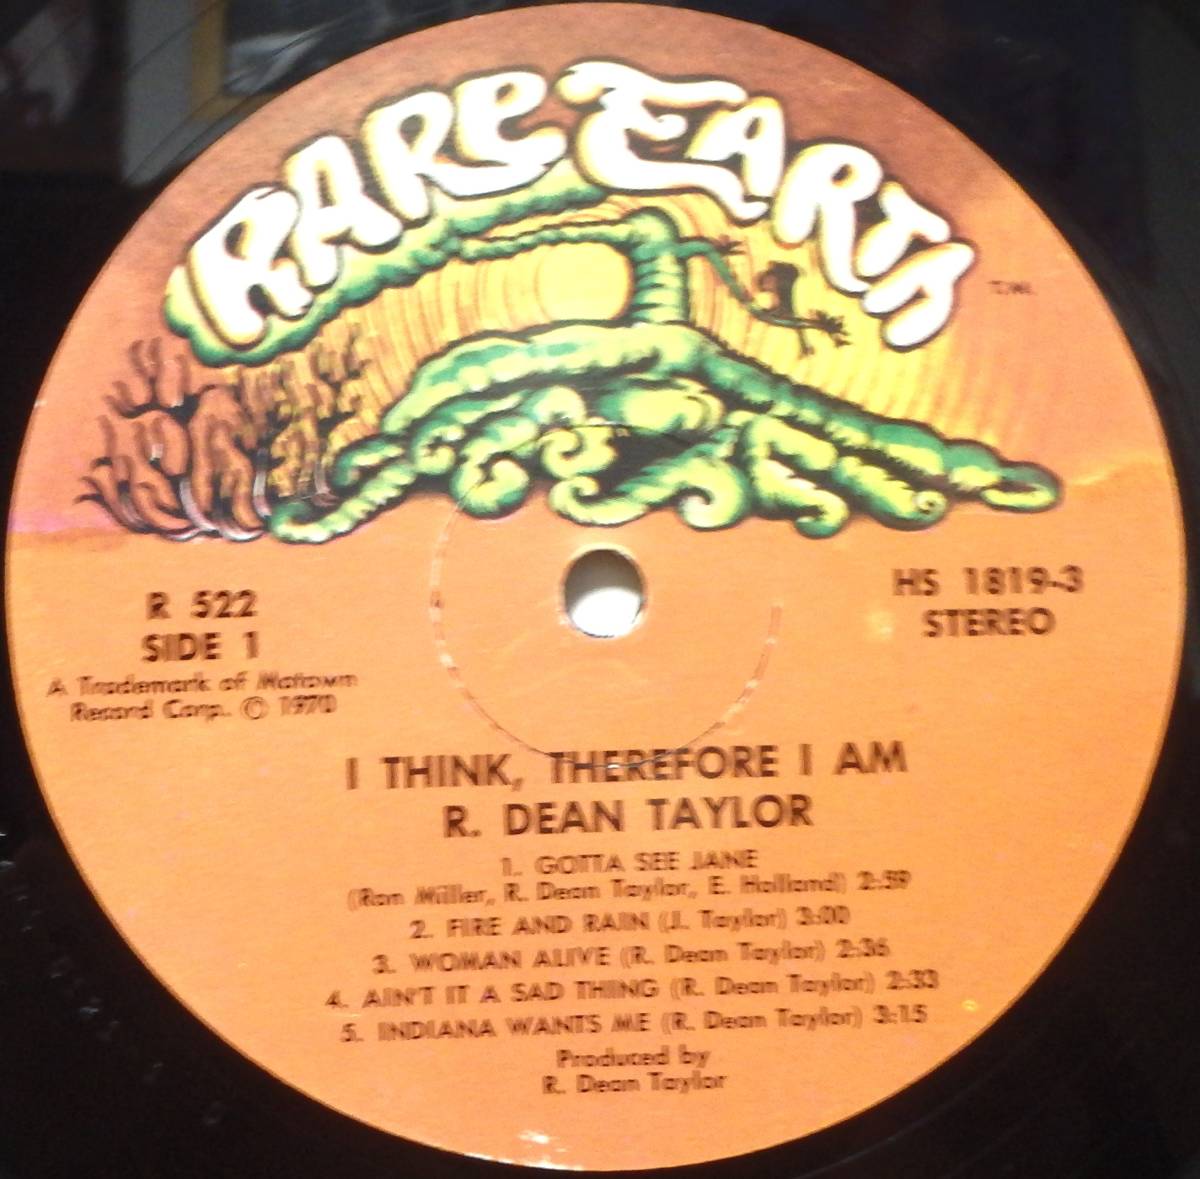 RARE EARTH
T.M.
R 522
SIDE 1
A Trademark of Motown
Record Corp. © 1970
HS 1819-3
STEREO
I THINK, THEREFORE I AM
R. DEAN TAYLOR
1. GOTTA SEE JANE
(Ron Miller, R. Dean Taylor, E. Holland) 2:59
2. FIRE AND RAIN (J. Taylor) 3:00
3. WOMAN ALIVE (R. Dean Taylor) 2:36
4. AIN'T IT A SAD THING (R. Dean Taylor) 2:33
5. INDIANA WANTS ME (R. Dean Taylor) 3:15
Produced by
R. Dean Taylor